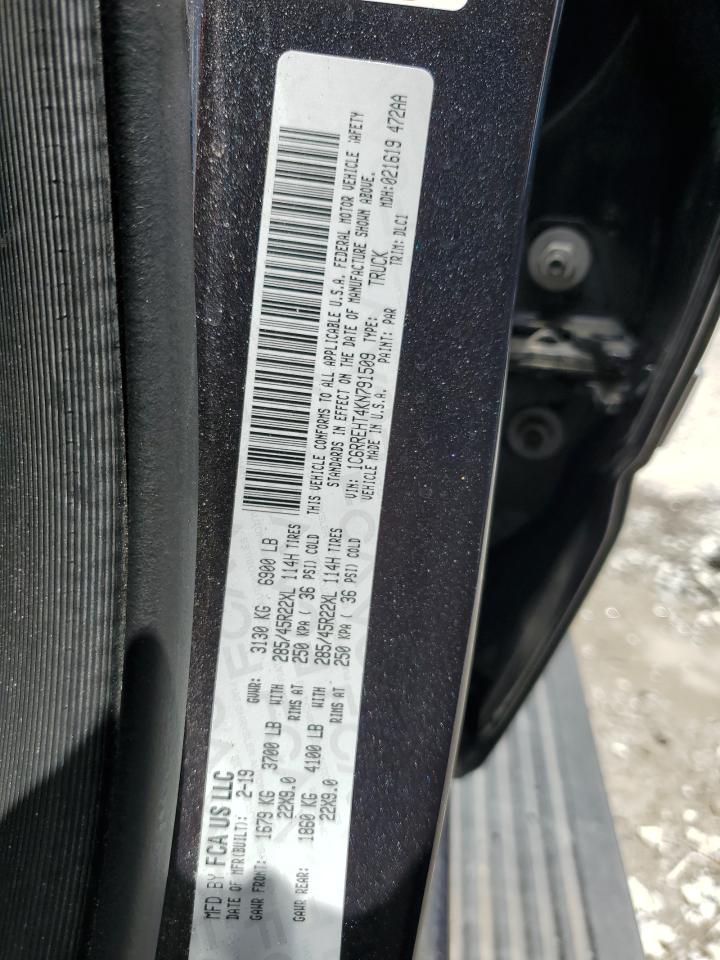 MFD BY FCA US LLC
DATE OF MFR(BUILT): 2-19 GVWR: 3130 KG 6900 LB
GAWR FRONT: 1679 KG 3700 LB WITH 285/45R22XL 114H TIRES
22X9.0 RIMS AT 250 KPA ( 36 PSI) COLD
GAWR REAR: 1860 KG 4100 LB WITH 285/45R22XL 114H TIRES
22X9.0 RIMS AT 250 KPA ( 36 PSI) COLD
THIS VEHICLE CONFORMS TO ALL APPLICABLE U.S.A. FEDERAL MOTOR VEHICLE SAFETY
STANDARDS IN EFFECT ON THE DATE OF MANUFACTURE SHOWN ABOVE.
VIN: 1C6RREHT4KN791509 TYPE: TRUCK MDH:021619 472AA
VEHICLE MADE IN U.S.A. PAINT: PAR TRIM: DLC1